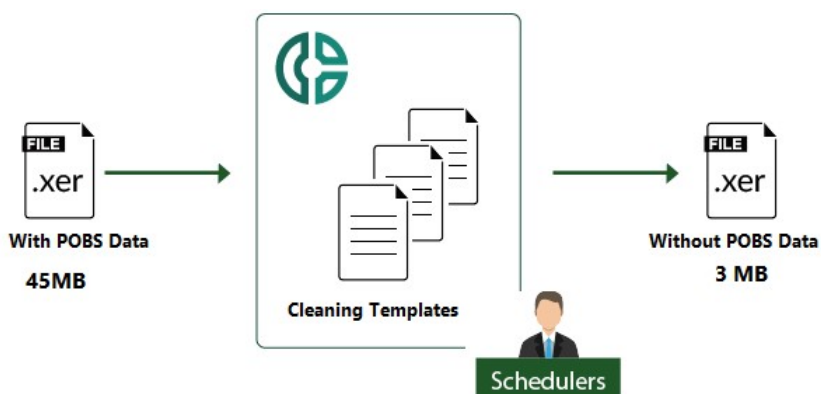 FILE
.xer
With POBS Data
45MB
Cleaning Templates
Schedulers
FILE
.xer
Without POBS Data
3 MB